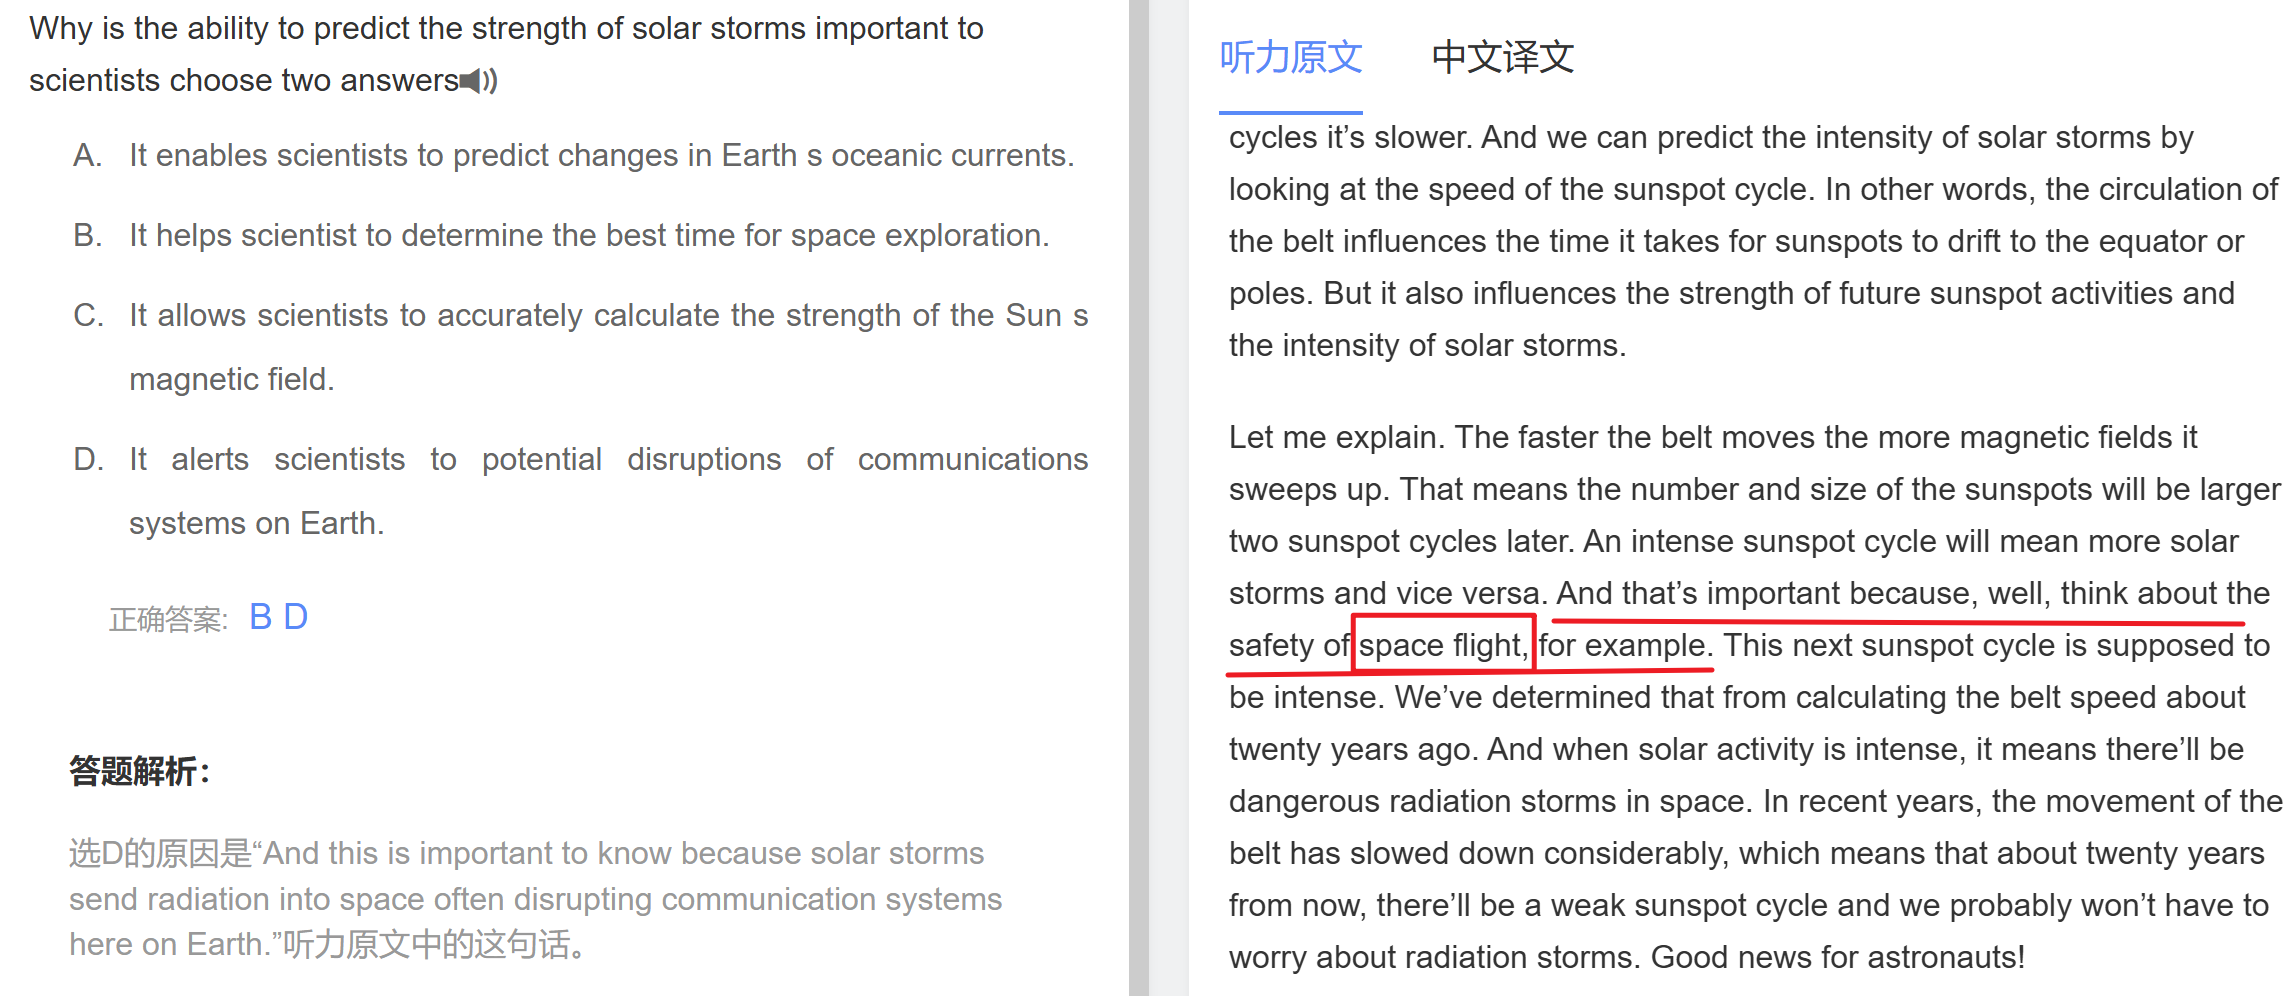 Why is the ability to predict the strength of solar storms important to
scientists choose two answers
A. It enables scientists to predict changes in Earth s oceanic currents.
B. It helps scientist to determine the best time for space exploration.
C. It allows scientists to accurately calculate the strength of the Sun s
magnetic field.
D. It alerts scientists to potential disruptions of communications
systems on Earth.
正确答案: B D
答题解析：
选D的原因是“And this is important to know because solar storms
send radiation into space often disrupting communication systems
here on Earth.”听力原文中的这句话。
听力原文 中文译文
cycles it’s slower. And we can predict the intensity of solar storms by
looking at the speed of the sunspot cycle. In other words, the circulation of
the belt influences the time it takes for sunspots to drift to the equator or
poles. But it also influences the strength of future sunspot activities and
the intensity of solar storms.
Let me explain. The faster the belt moves the more magnetic fields it
sweeps up. That means the number and size of the sunspots will be larger
two sunspot cycles later. An intense sunspot cycle will mean more solar
storms and vice versa. And that’s important because, well, think about the
safety of space flight, for example. This next sunspot cycle is supposed to
be intense. We’ve determined that from calculating the belt speed about
twenty years ago. And when solar activity is intense, it means there’ll be
dangerous radiation storms in space. In recent years, the movement of the
belt has slowed down considerably, which means that about twenty years
from now, there’ll be a weak sunspot cycle and we probably won’t have to
worry about radiation storms. Good news for astronauts!